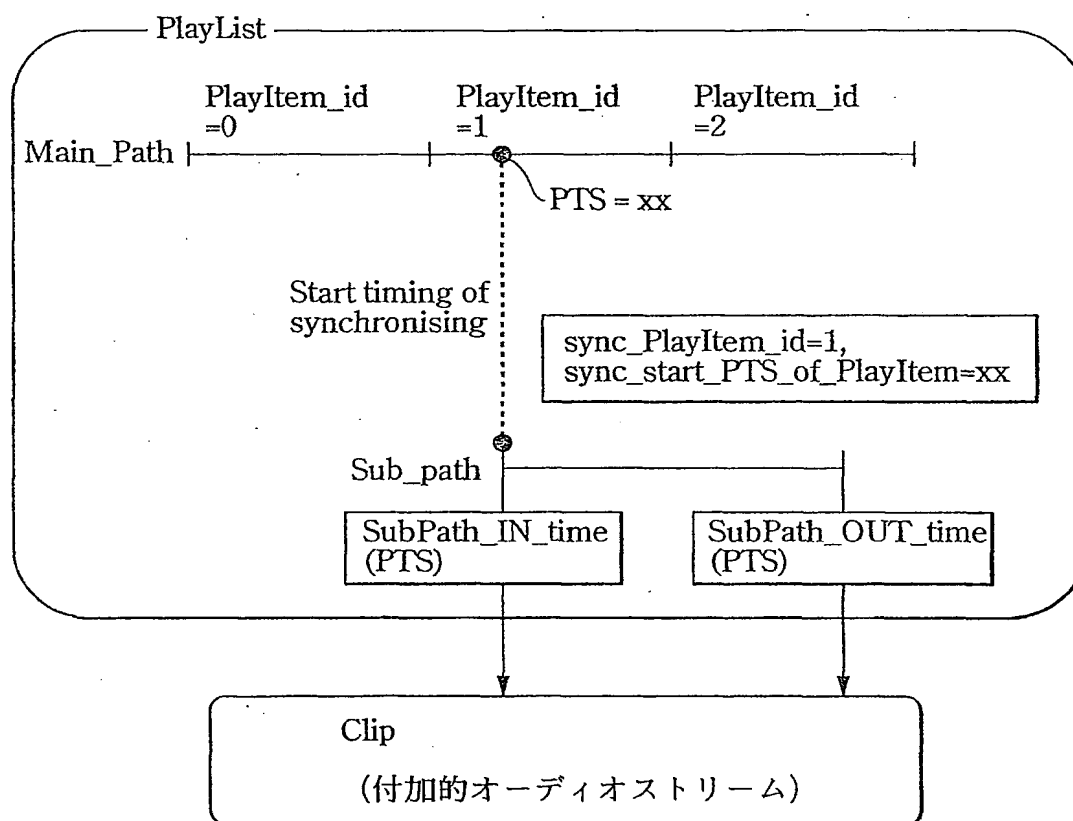 PlayList
PlayItem_id
=0
PlayItem_id
=1
PlayItem_id
=2
Main_Path
PTS = xx
Start timing of
synchronising
sync_PlayItem_id=1,
sync_start_PTS_of_PlayItem=xx
Sub_path
SubPath_IN_time
(PTS)
SubPath_OUT_time
(PTS)
Clip
(付加的オーディオストリーム)